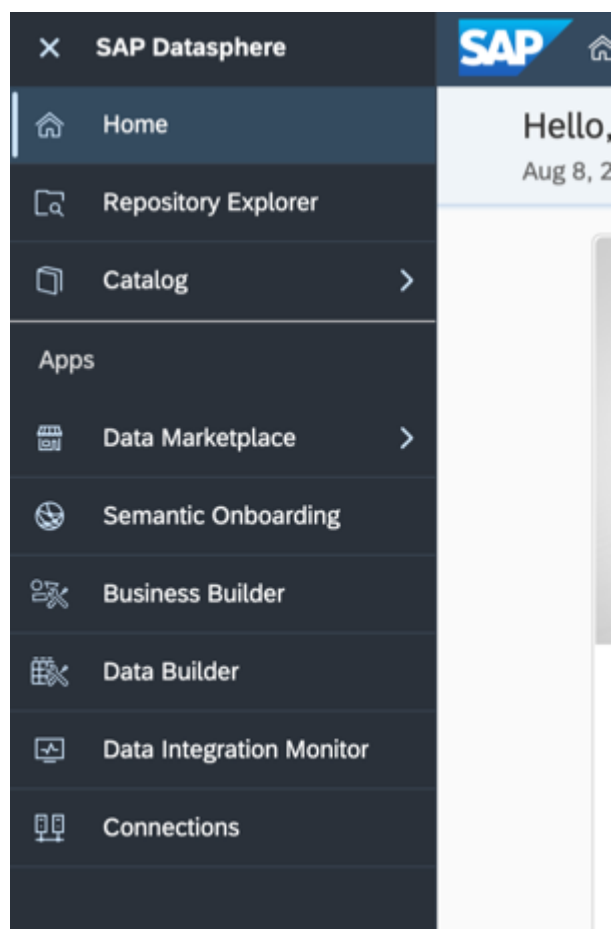 SAP Datasphere
SAP
Home
Hello,
Aug 8, 2
Repository Explorer
Catalog
Apps
Data Marketplace
Semantic Onboarding
Business Builder
Data Builder
Data Integration Monitor
Connections